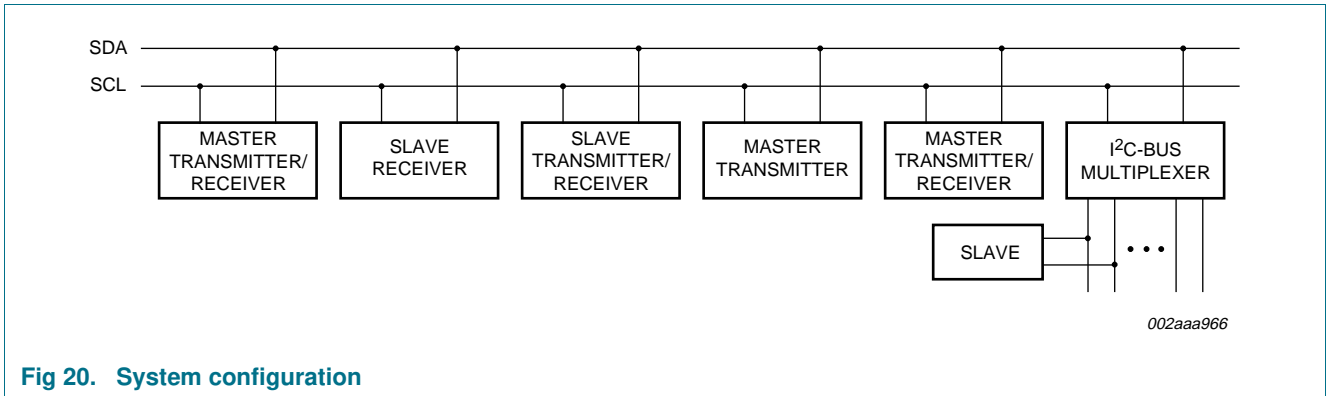 SDA
SCL
MASTER
TRANSMITTER/
RECEIVER
SLAVE
RECEIVER
SLAVE
TRANSMITTER/
RECEIVER
MASTER
TRANSMITTER
MASTER
TRANSMITTER/
RECEIVER
I²C-BUS
MULTIPLEXER
SLAVE
002aaa966
Fig 20. System configuration